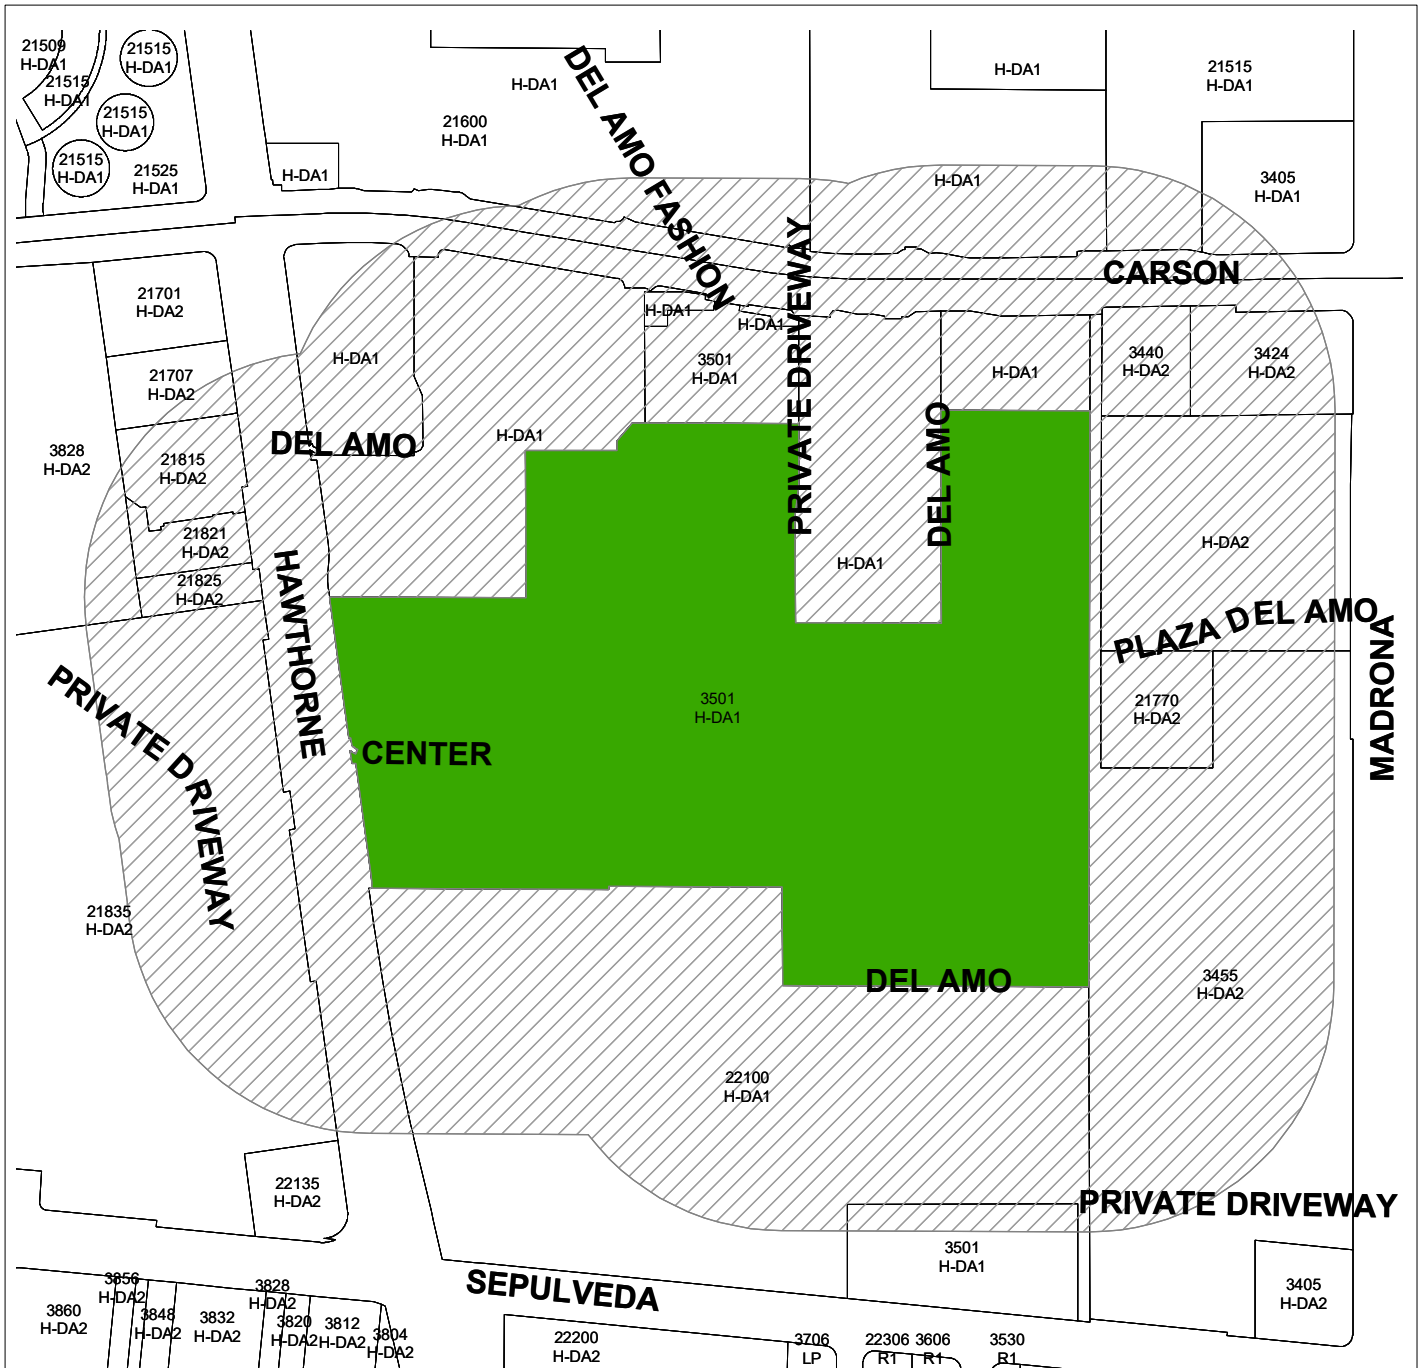 21509
H-DA1
21515
H-DA1
21515
H-DA1
21515
H-DA1
21515
H-DA1
21525
H-DA1
H-DA1
21600
H-DA1
H-DA1
DEL AMO FASHION
H-DA1
21515
H-DA1
3405
H-DA1
H-DA1
CARSON
21701
H-DA2
21707
H-DA2
H-DA1
H-DA1
H-DA1
3501
H-DA1
PRIVATE DRIVEWAY
H-DA1
3440
H-DA2
3424
H-DA2
3828
H-DA2
21815
H-DA2
DEL AMO
H-DA1
DEL AMO
21821
H-DA2
21825
H-DA2
HAWTHORNE
H-DA1
H-DA2
PLAZA DEL AMO
MADRONA
PRIVATE DRIVEWAY
3501
H-DA1
21770
H-DA2
CENTER
21835
H-DA2
DEL AMO
3455
H-DA2
22100
H-DA1
22135
H-DA2
PRIVATE DRIVEWAY
3501
H-DA1
SEPULVEDA
3405
H-DA2
3860
H-DA2
3856
H-DA2
3848
H-DA2
3832
H-DA2
3828
H-DA2
3820
H-DA2
3812
H-DA2
3804
H-DA2
22200
H-DA2
3706
LP
22306
R1
3606
R1
3530
R1